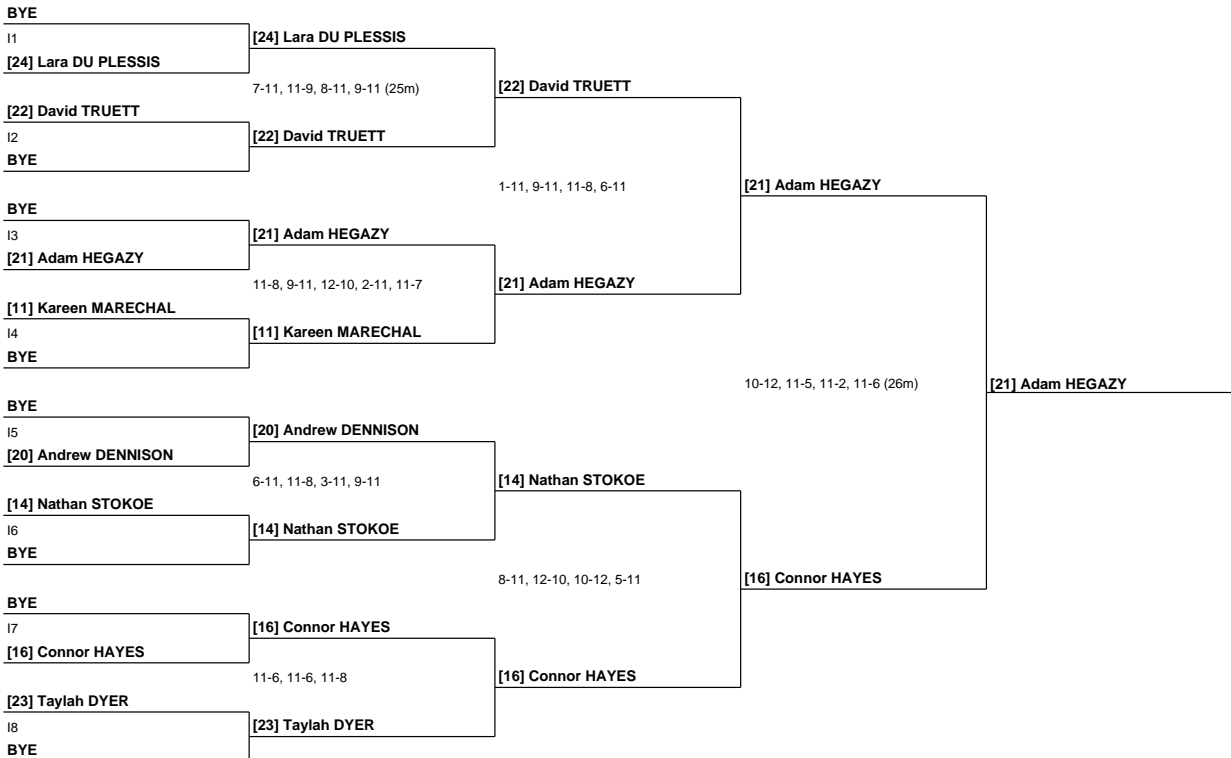 BYE
I1
[24] Lara DU PLESSIS
[22] David TRUETT
I2
BYE
BYE
I3
[21] Adam HEGAZY
[11] Kareen MARECHAL
I4
BYE
BYE
I5
[20] Andrew DENNISON
[14] Nathan STOKOE
I6
BYE
BYE
I7
[16] Connor HAYES
[23] Taylah DYER
I8
BYE
[24] Lara DU PLESSIS
7-11, 11-9, 8-11, 9-11 (25m)
[22] David TRUETT
[21] Adam HEGAZY
11-8, 9-11, 12-10, 2-11, 11-7
[11] Kareen MARECHAL
[20] Andrew DENNISON
6-11, 11-8, 3-11, 9-11
[14] Nathan STOKOE
[16] Connor HAYES
11-6, 11-6, 11-8
[23] Taylah DYER
[22] David TRUETT
1-11, 9-11, 11-8, 6-11
[21] Adam HEGAZY
[14] Nathan STOKOE
8-11, 12-10, 10-12, 5-11
[16] Connor HAYES
[21] Adam HEGAZY
10-12, 11-5, 11-2, 11-6 (26m)
[16] Connor HAYES
[21] Adam HEGAZY